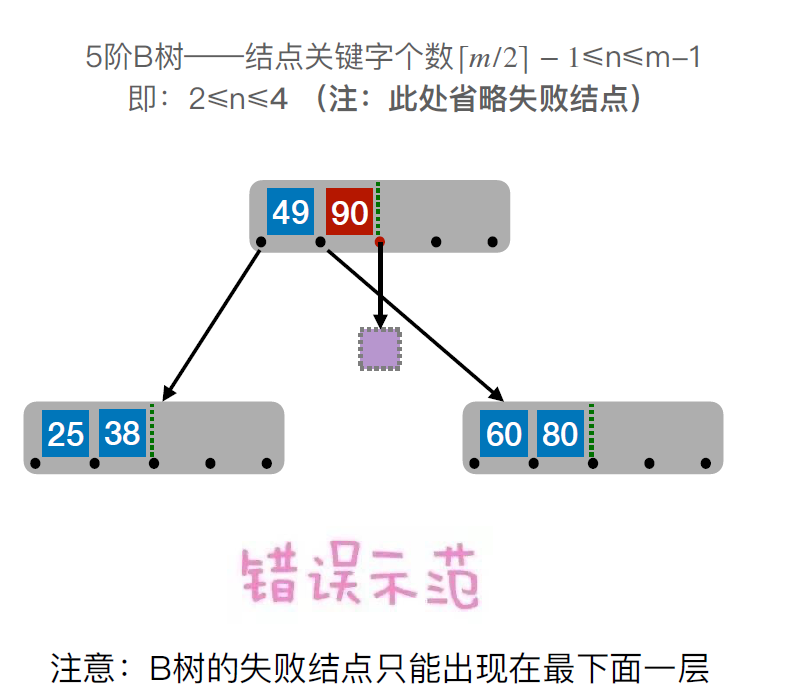 5阶B树——结点关键字个数⌈m/2⌉ − 1≤n≤m−1
即：2≤n≤4 （注：此处省略失败结点）
49 90
25 38
60 80
错误示范
注意：B树的失败结点只能出现在最下面一层